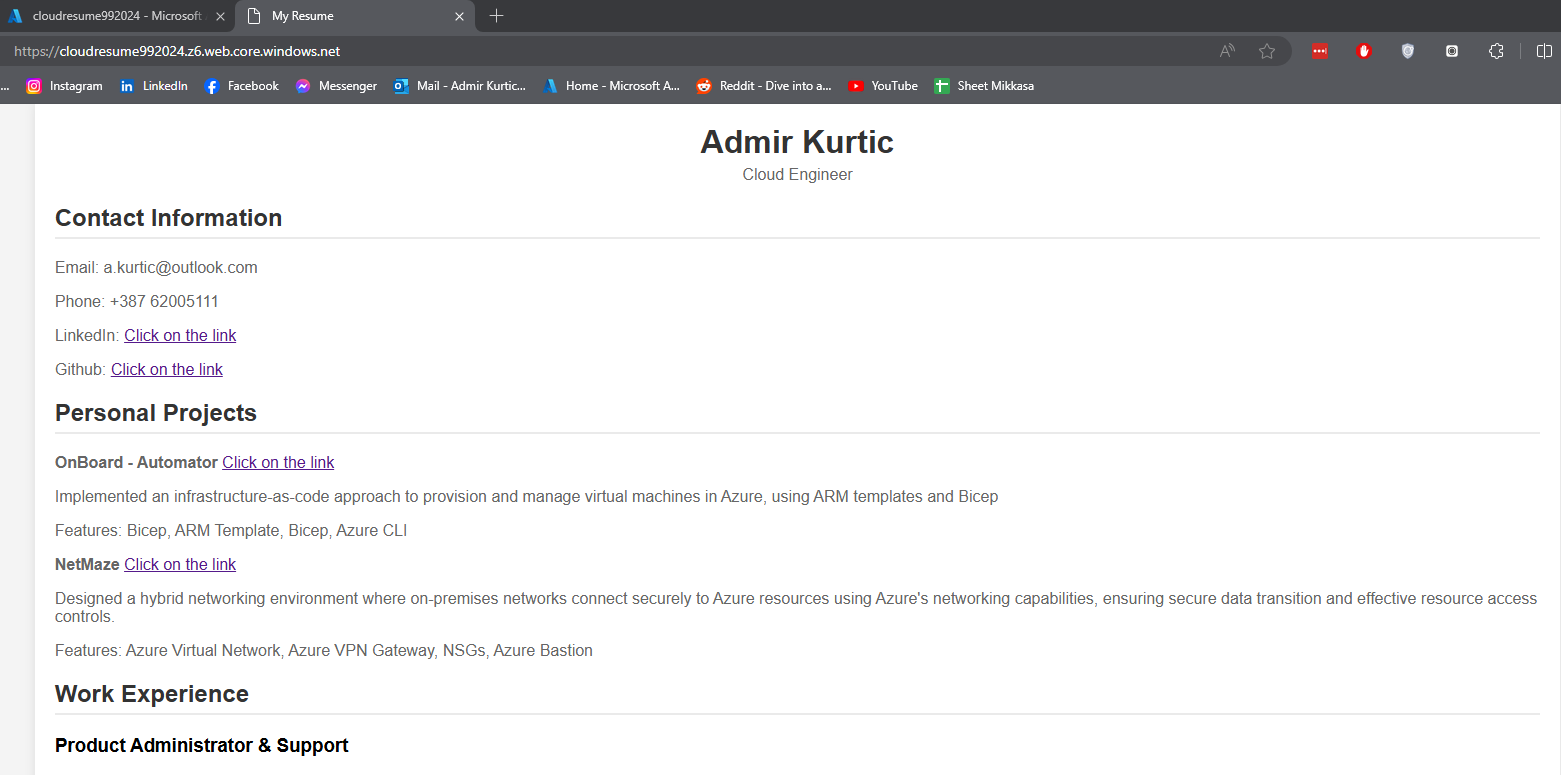 cloudresume992024 - Microsoft
My Resume
https://cloudresume992024.z6.web.core.windows.net
... Instagram LinkedIn Facebook Messenger Mail - Admir Kurtic... Home - Microsoft A... Reddit - Dive into a... YouTube Sheet Mikkasa
Admir Kurtic
Cloud Engineer
Contact Information
Email: a.kurtic@outlook.com
Phone: +387 62005111
LinkedIn: Click on the link
Github: Click on the link
Personal Projects
OnBoard - Automator Click on the link
Implemented an infrastructure-as-code approach to provision and manage virtual machines in Azure, using ARM templates and Bicep
Features: Bicep, ARM Template, Bicep, Azure CLI
NetMaze Click on the link
Designed a hybrid networking environment where on-premises networks connect securely to Azure resources using Azure's networking capabilities, ensuring secure data transition and effective resource access
controls.
Features: Azure Virtual Network, Azure VPN Gateway, NSGs, Azure Bastion
Work Experience
Product Administrator & Support